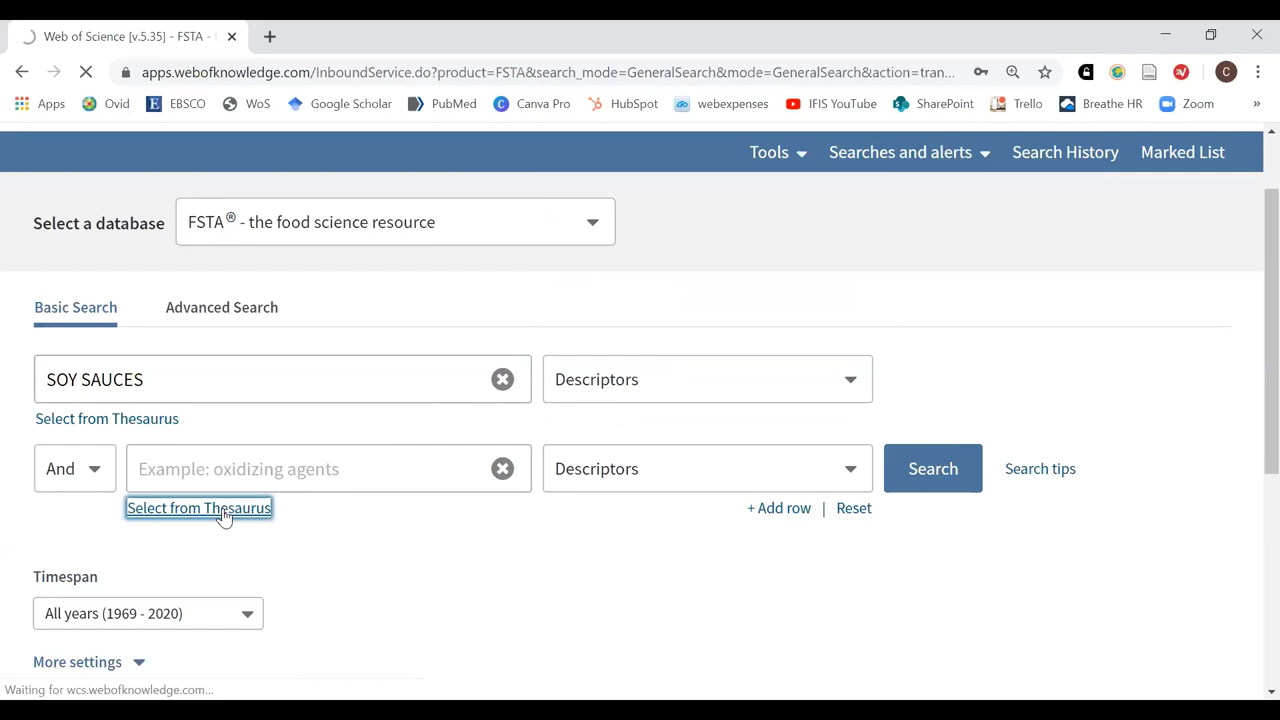 Web of Science [v.5.35] - FSTA -
apps.webofknowledge.com/InboundService.do?product=FSTA&search_mode=GeneralSearch&mode=GeneralSearch&action=tran...
C
Apps Ovid EBSCO WoS Google Scholar PubMed Canva Pro HubSpot webexpenses IFIS YouTube SharePoint Trello Breathe HR Zoom »
Tools Searches and alerts Search History Marked List
Select a database FSTA® - the food science resource
Basic Search Advanced Search
SOY SAUCES Descriptors
Select from Thesaurus
And Example: oxidizing agents Descriptors Search Search tips
Select from Thesaurus + Add row | Reset
Timespan
All years (1969 - 2020)
More settings
Waiting for wcs.webofknowledge.com...